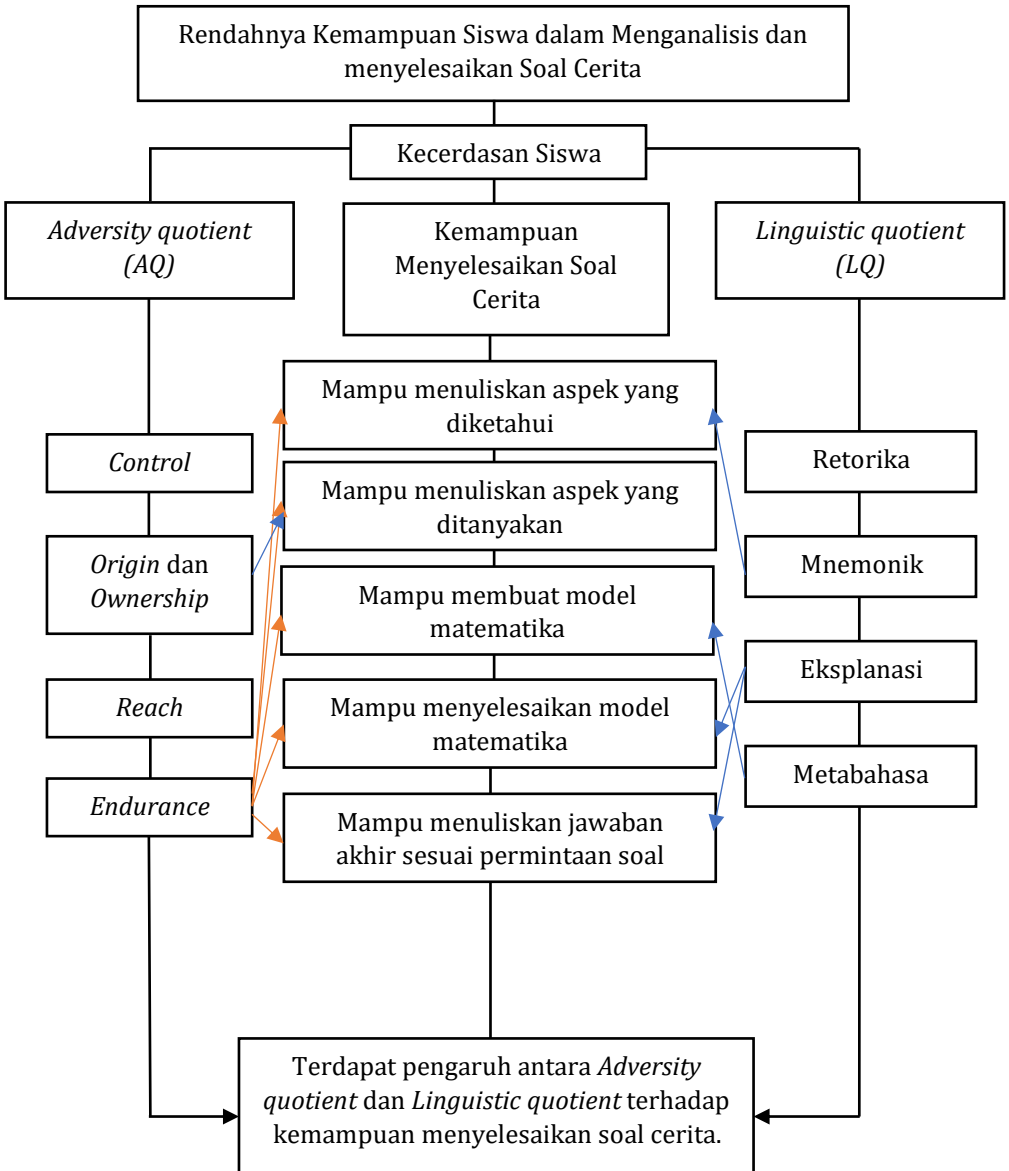 Rendahnya Kemampuan Siswa dalam Menganalisis dan
menyelesaikan Soal Cerita
Kecerdasan Siswa
Adversity quotient
(AQ)
Kemampuan
Menyelesaikan Soal
Cerita
Linguistic quotient
(LQ)
Mampu menuliskan aspek yang
diketahui
Mampu menuliskan aspek yang
ditanyakan
Mampu membuat model
matematika
Mampu menyelesaikan model
matematika
Mampu menuliskan jawaban
akhir sesuai permintaan soal
Control
Origin dan
Ownership
Reach
Endurance
Retorika
Mnemonik
Eksplanasi
Metabahasa
Terdapat pengaruh antara Adversity
quotient dan Linguistic quotient terhadap
kemampuan menyelesaikan soal cerita.